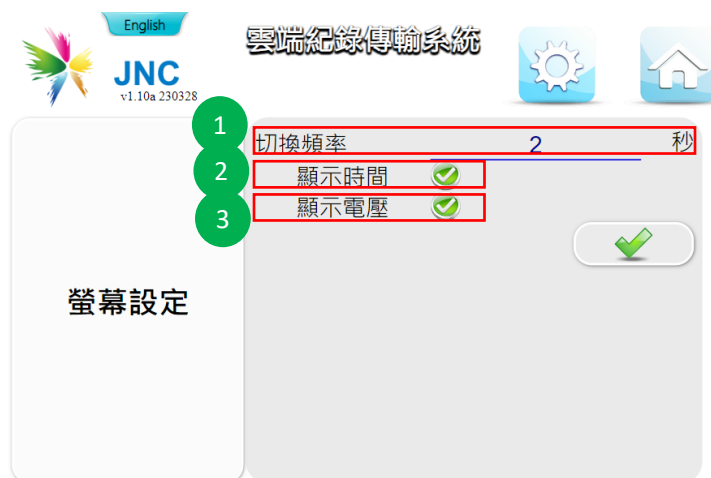 English
雲端紀錄傳輸系統
JNC
v1.10a 230328
1
切換頻率 2 秒
2
顯示時間
顯示電壓
3
螢幕設定